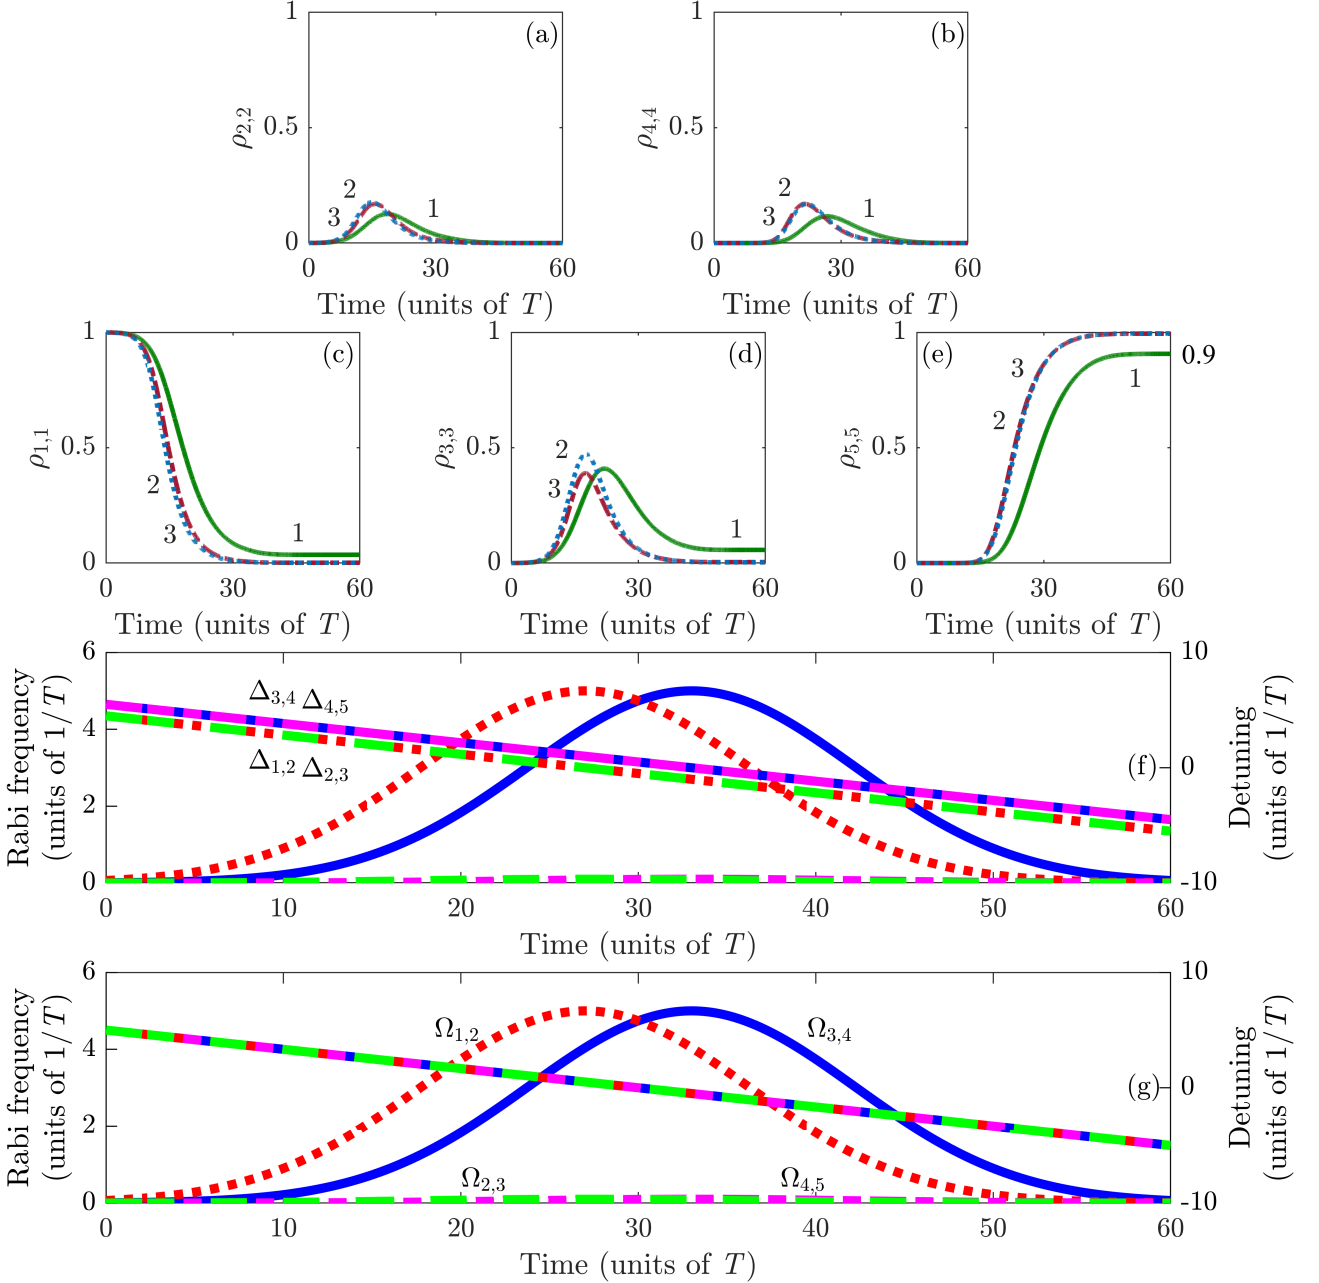 1
(a)
ρ2,2
0.5
2
3
1
0
0
30
60
Time (units of T)
1
(b)
ρ4,4
0.5
2
3
1
0
0
30
60
Time (units of T)
1
(c)
ρ1,1
0.5
2
3
1
0
0
30
60
Time (units of T)
1
(d)
ρ3,3
0.5
2
3
1
0
0
30
60
Time (units of T)
1
(e)
0.9
ρ5,5
0.5
3
2
1
0
0
30
60
Time (units of T)
Rabi frequency
(units of 1/T)
6
4
2
0
Δ3,4 Δ4,5
Δ1,2 Δ2,3
(f)
10
0
-10
Detuning
(units of 1/T)
0
10
20
30
40
50
60
Time (units of T)
Rabi frequency
(units of 1/T)
6
4
2
0
Ω1,2
Ω3,4
Ω2,3
Ω4,5
(g)
10
0
-10
Detuning
(units of 1/T)
0
10
20
30
40
50
60
Time (units of T)